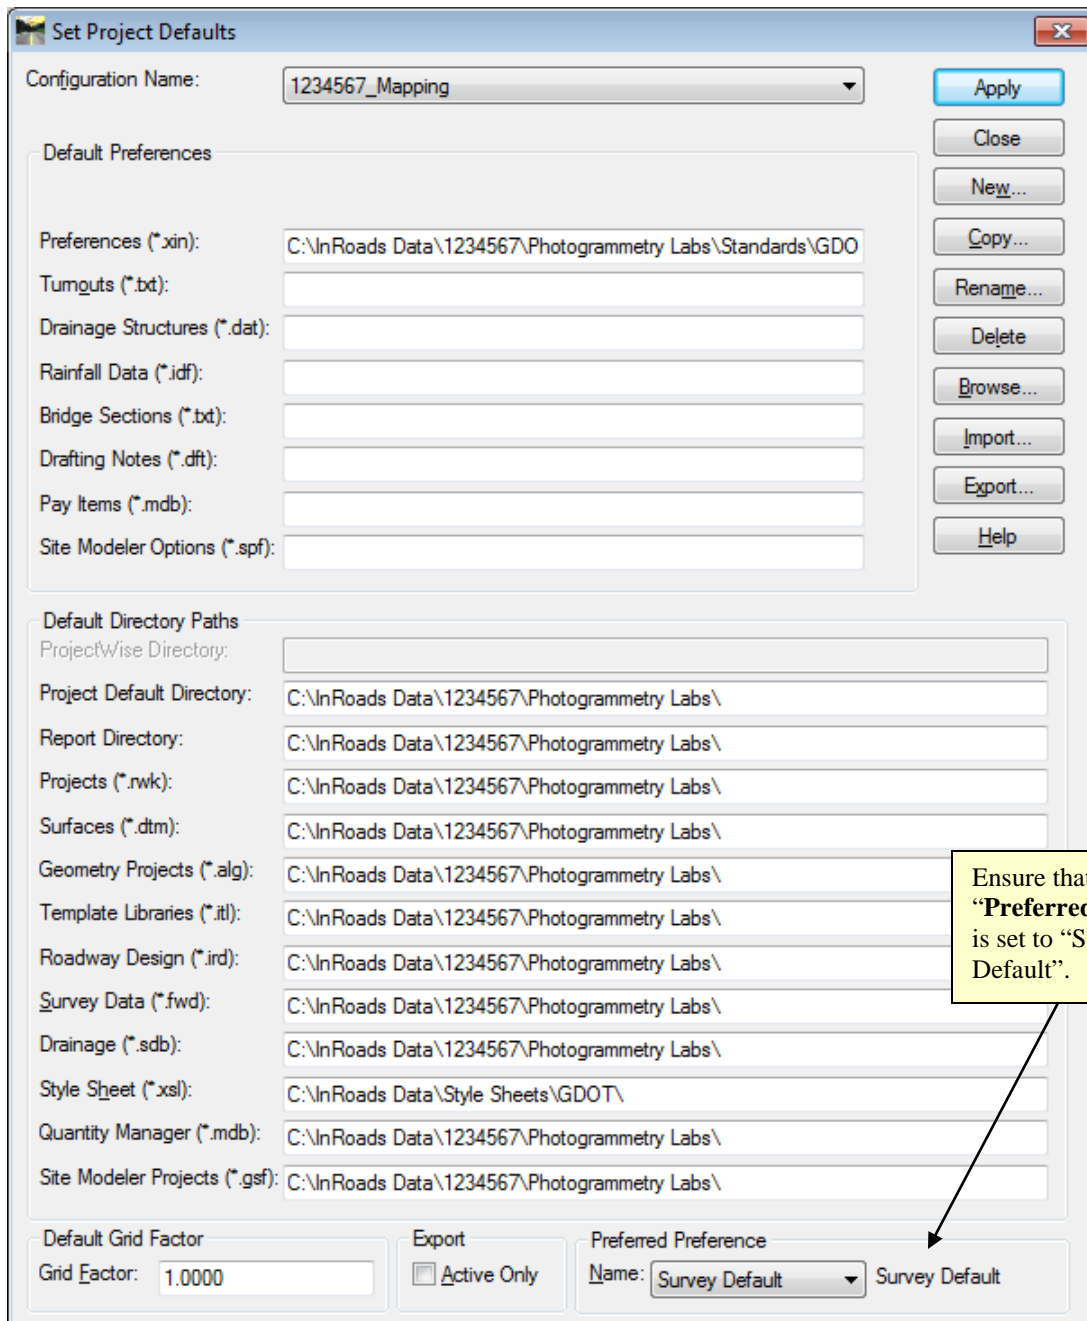 Set Project Defaults
Configuration Name: 1234567_Mapping
Apply
Close
New...
Copy...
Rename...
Delete
Browse...
Import...
Export...
Help
Default Preferences
Preferences (*.xin): C:\InRoads Data\1234567\Photogrammetry Labs\Standards\GDO
Turnouts (*.txt):
Drainage Structures (*.dat):
Rainfall Data (*.idf):
Bridge Sections (*.txt):
Drafting Notes (*.dft):
Pay Items (*.mdb):
Site Modeler Options (*.spf):
Default Directory Paths
ProjectWise Directory:
Project Default Directory: C:\InRoads Data\1234567\Photogrammetry Labs\
Report Directory: C:\InRoads Data\1234567\Photogrammetry Labs\
Projects (*.rwk): C:\InRoads Data\1234567\Photogrammetry Labs\
Surfaces (*.dtm): C:\InRoads Data\1234567\Photogrammetry Labs\
Geometry Projects (*.alg): C:\InRoads Data\1234567\Photogrammetry Labs\
Template Libraries (*.itl): C:\InRoads Data\1234567\Photogrammetry Labs\
Roadway Design (*.ird): C:\InRoads Data\1234567\Photogrammetry Labs\
Survey Data (*.fwd): C:\InRoads Data\1234567\Photogrammetry Labs\
Drainage (*.sdb): C:\InRoads Data\1234567\Photogrammetry Labs\
Style Sheet (*.xsl): C:\InRoads Data\Style Sheets\GDOT\
Quantity Manager (*.mdb): C:\InRoads Data\1234567\Photogrammetry Labs\
Site Modeler Projects (*.gsf): C:\InRoads Data\1234567\Photogrammetry Labs\
Ensure that
“Preferred
is set to “S
Default”.
Default Grid Factor
Grid Factor: 1.0000
Export
Active Only
Preferred Preference
Name: Survey Default Survey Default